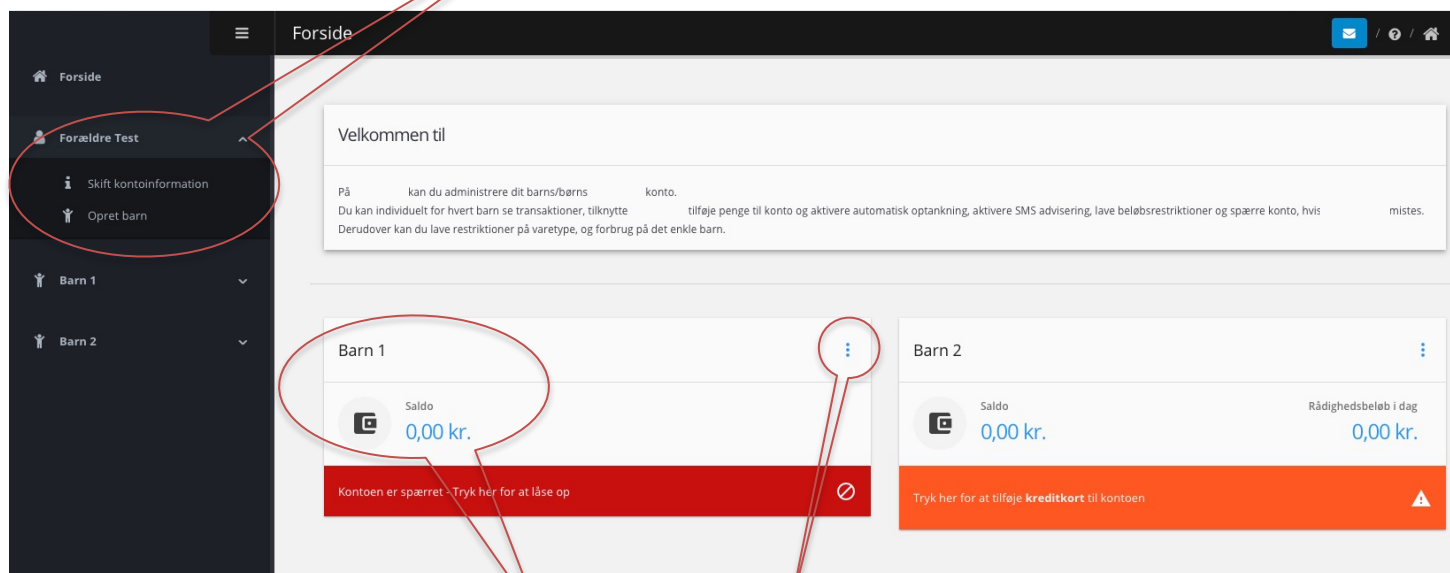 Forside
/ /
Forside
Forældre Test
Skift kontoinformation
Opret barn
Barn 1
Barn 2
Velkommen til
På kan du administrere dit barns/børns konto.
Du kan individuelt for hvert barn se transaktioner, tilknytte tilføje penge til konto og aktivere automatisk optankning, aktivere SMS advisering, lave beløbsrestriktioner og spærre konto, hvis mistes.
Derudover kan du lave restriktioner på varetype, og forbrug på det enkle barn.
Barn 1
Saldo
0,00 kr.
Kontoen er spærret - Tryk her for at låse op
Barn 2
Saldo
0,00 kr.
Rådighedsbeløb i dag
0,00 kr.
Tryk her for at tilføje kreditkort til kontoen